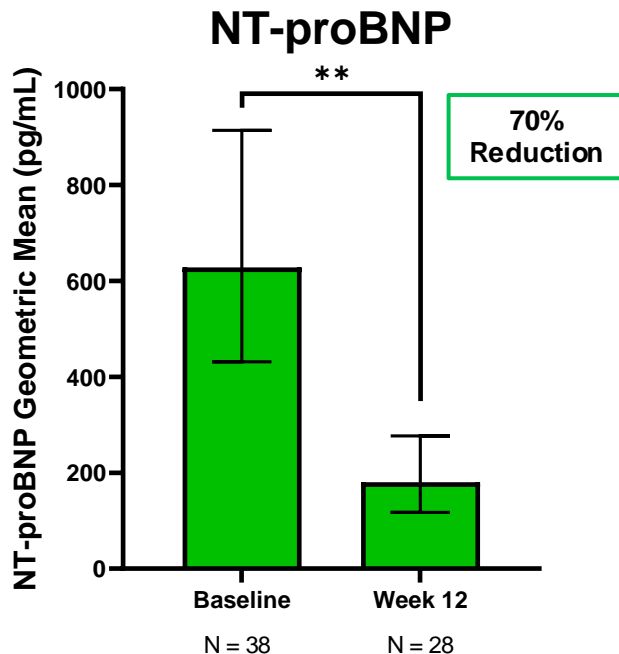 NT-proBNP
**
70%
Reduction
NT-proBNP Geometric Mean (pg/mL)
1000
800
600
400
200
0
Baseline
Week 12
N = 38
N = 28